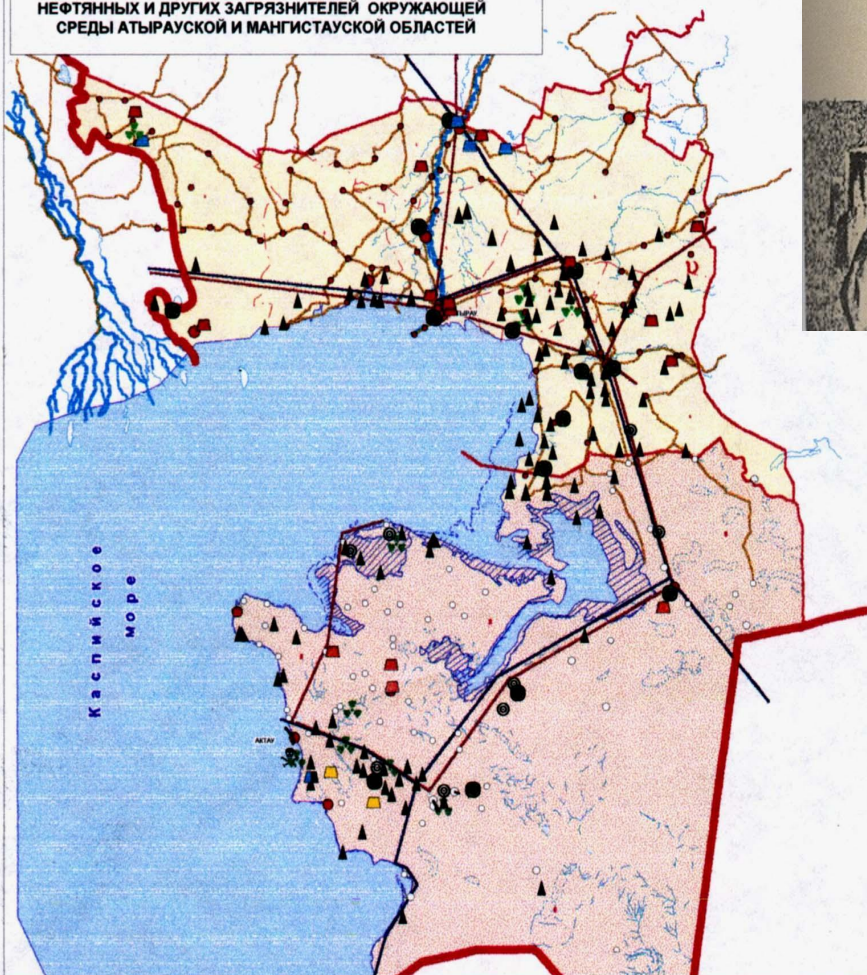 НЕФТЯННЫХ И ДРУГИХ ЗАГРЯЗНИТЕЛЕЙ ОКРУЖАЮЩЕЙ
СРЕДЫ АТЫРАУСКОЙ И МАНГИСТАУСКОЙ ОБЛАСТЕЙ
Каспийское
море
АКТАУ